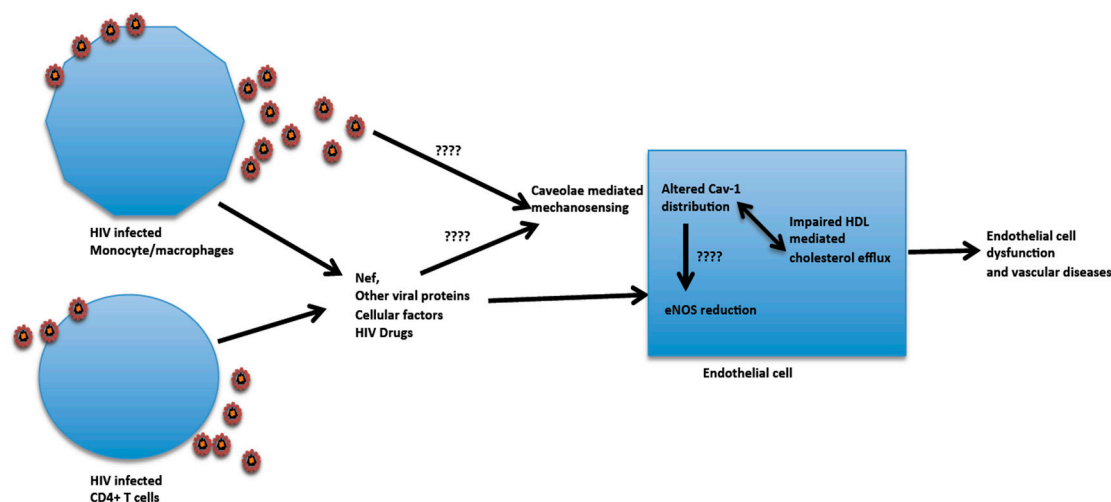 ????
HIV infected
Monocyte/macrophages
????
Caveolae mediated
mechanosensing
Nef,
Other viral proteins
Cellular factors
HIV Drugs
Altered Cav-1
distribution
????
eNOS reduction
Impaired HDL
mediated
cholesterol efflux
Endothelial cell
Endothelial cell
dysfunction
and vascular diseases
HIV infected
CD4+ T cells